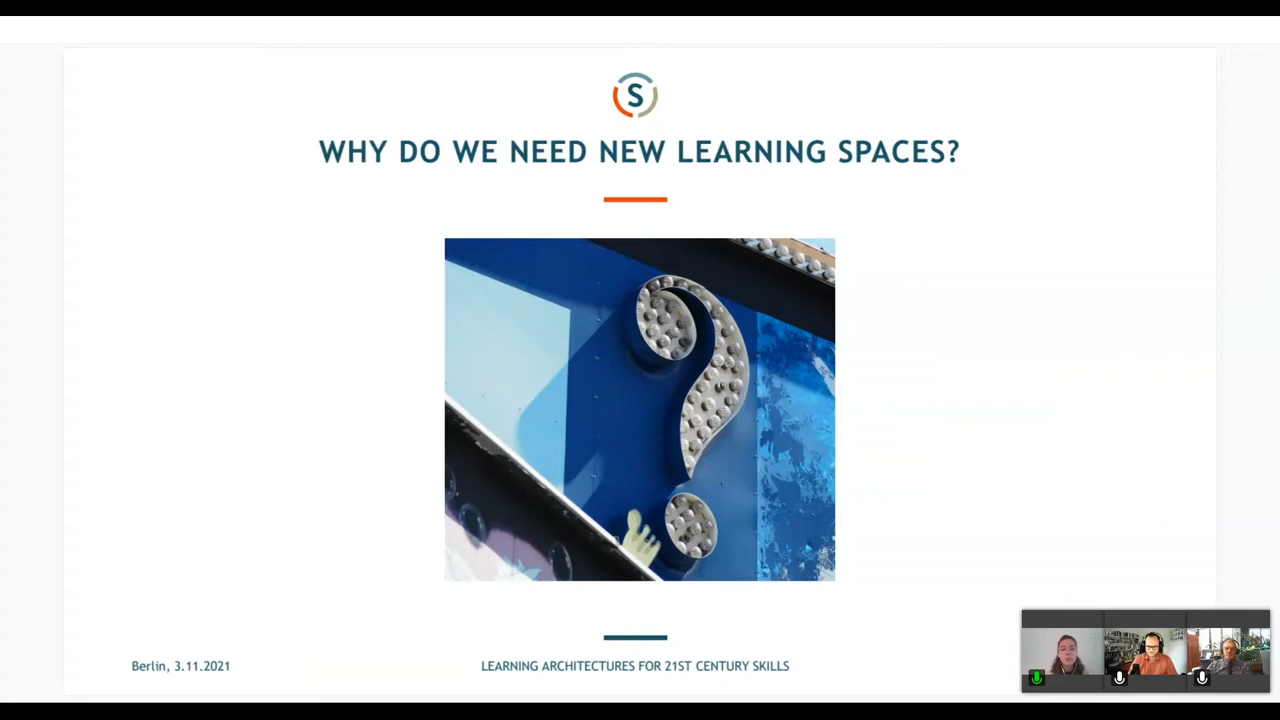 S
WHY DO WE NEED NEW LEARNING SPACES?
?
Berlin, 3.11.2021
LEARNING ARCHITECTURES FOR 21ST CENTURY SKILLS